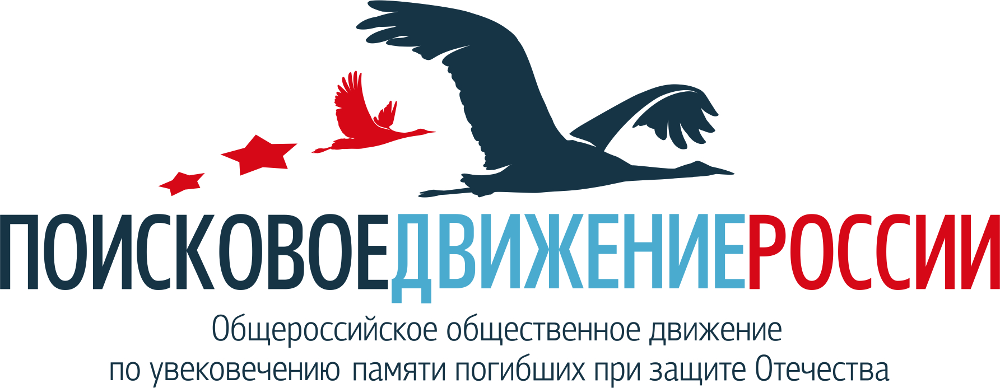 ПОИСКОВОЕДВИЖЕНИЕРОССИИ
Общероссийское общественное движение
по увековечению памяти погибших при защите Отечества